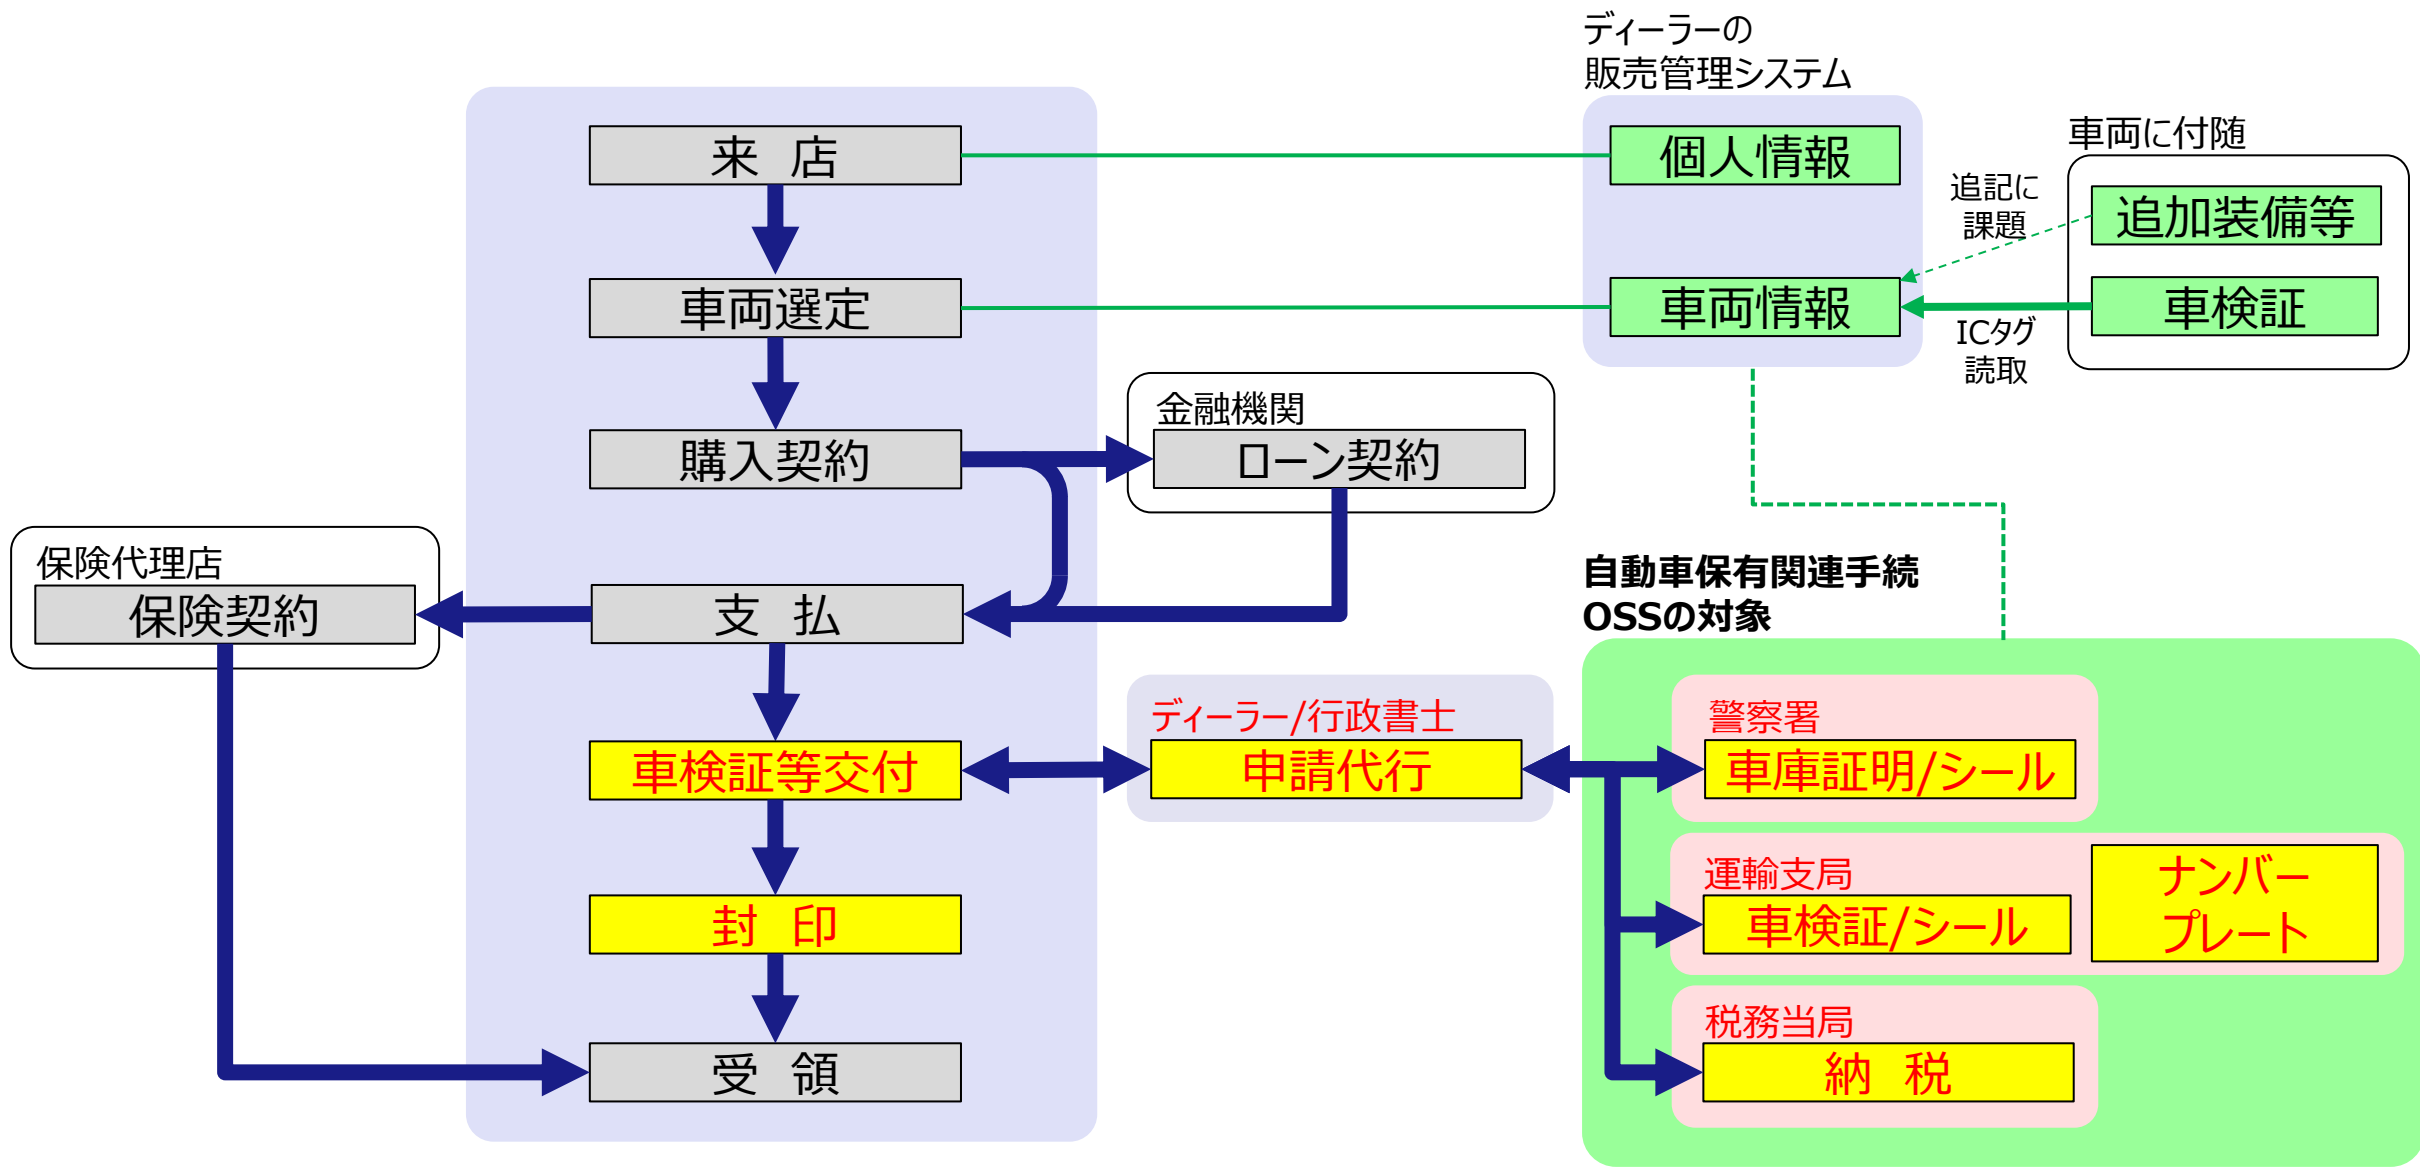 ディーラーの
販売管理システム
来 店
個人情報
車両に付随
追記に
課題
追加装備等
車両選定
車両情報
車検証
ICタグ
読取
金融機関
購入契約
ローン契約
保険代理店
保険契約
支 払
自動車保有関連手続
OSSの対象
ディーラー/行政書士
警察署
車検証等交付
申請代行
車庫証明/シール
運輸支局
ナンバー
プレート
封 印
車検証/シール
税務当局
受 領
納 税